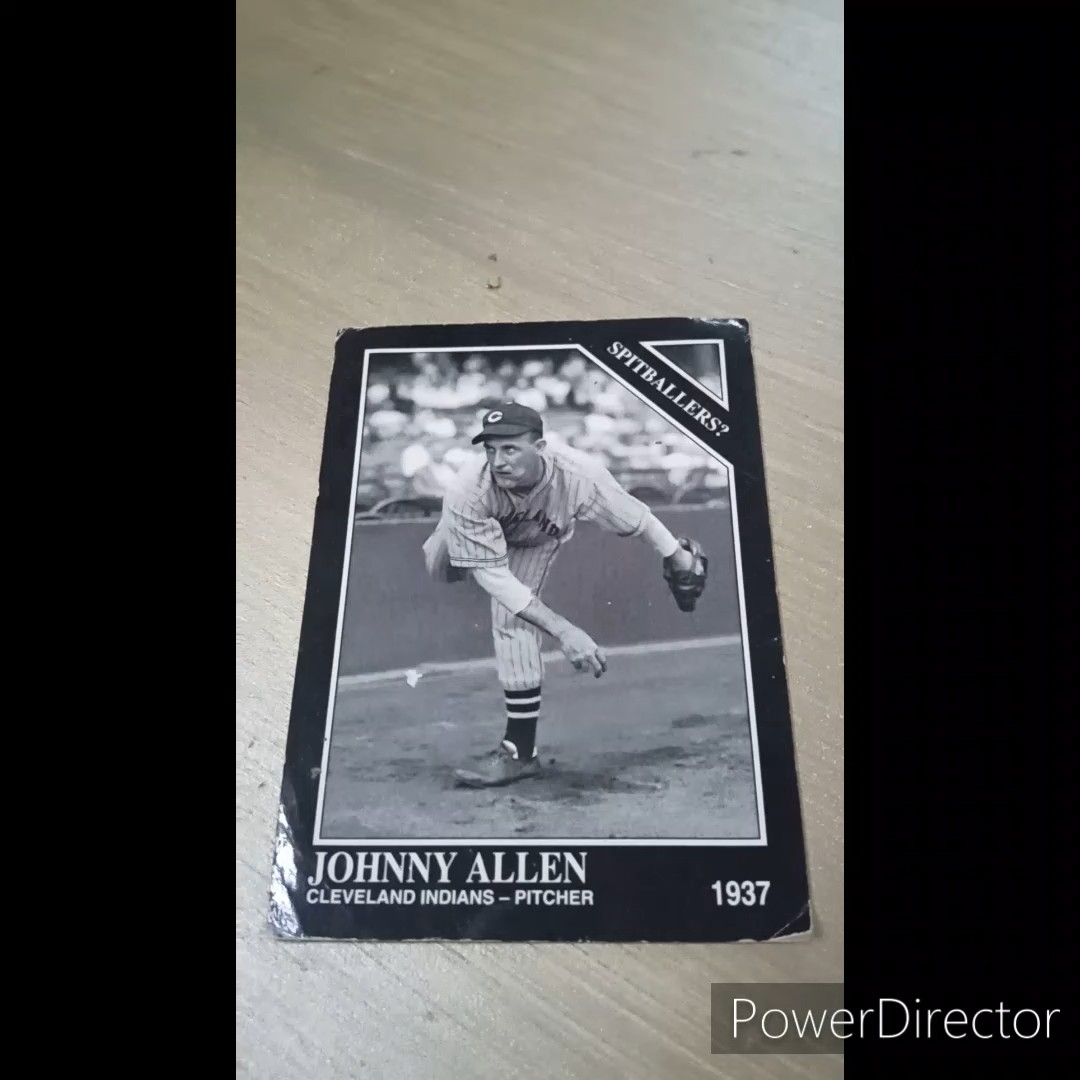 SPITBALLERS?
C
JOHNNY ALLEN
CLEVELAND INDIANS – PITCHER
1937
PowerDirector